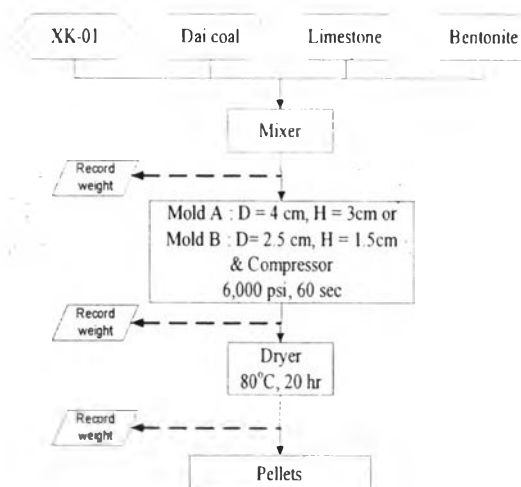 XK-01
Dai coal
Limestone
Bentonite
Mixer
Record
weight
Mold A : D = 4 cm, H = 3cm or
Mold B : D= 2.5 cm, H = 1.5cm
& Compressor
6,000 psi, 60 sec
Record
weight
Dryer
80°C, 20 hr
Record
weight
Pellets